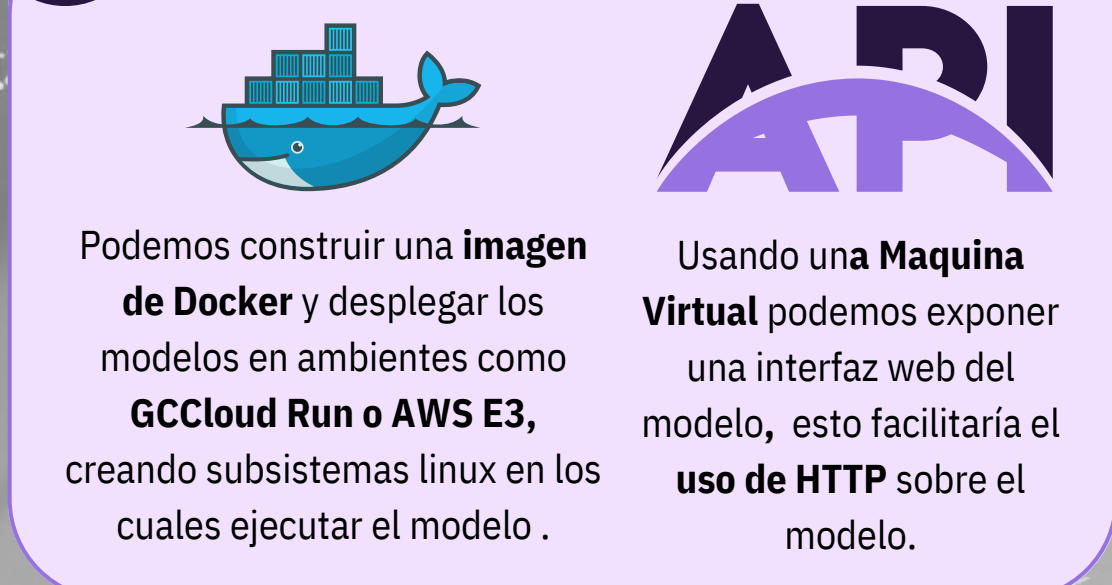 Podemos construir una imagen
de Docker y desplegar los
modelos en ambientes como
GCCloud Run o AWS E3,
creando subsistemas linux en los
cuales ejecutar el modelo .
API
Usando una Maquina
Virtual podemos exponer
una interfaz web del
modelo, esto facilitaría el
uso de HTTP sobre el
modelo.